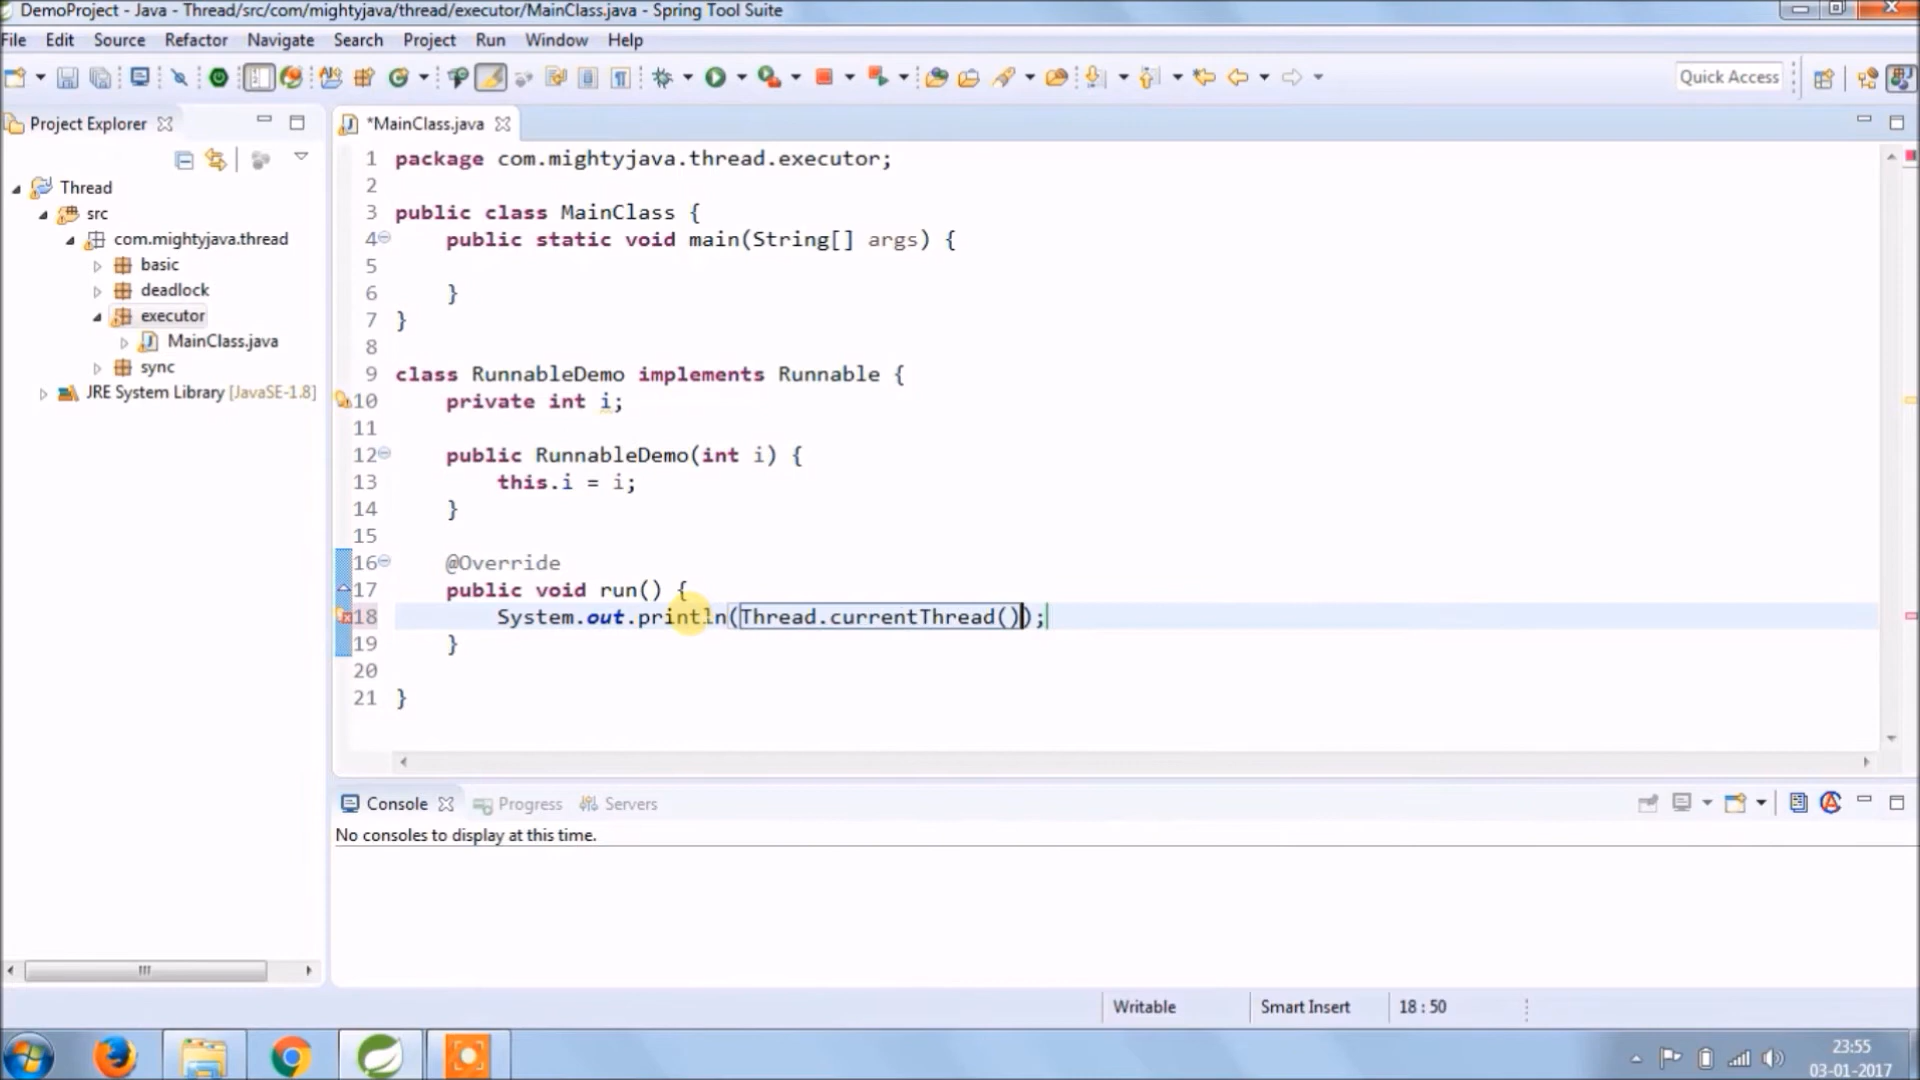 DemoProject - Java - Thread/src/com/mightyjava/thread/executor/MainClass.java - Spring Tool Suite
File Edit Source Refactor Navigate Search Project Run Window Help
Quick Access
Project Explorer
*MainClass.java
Thread
src
com.mightyjava.thread
basic
deadlock
executor
MainClass.java
sync
JRE System Library [JavaSE-1.8]
1 package com.mightyjava.thread.executor;
2
3 public class MainClass {
4     public static void main(String[] args) {
5
6     }
7 }
8
9 class RunnableDemo implements Runnable {
10     private int i;
11
12     public RunnableDemo(int i) {
13         this.i = i;
14     }
15
16     @Override
17     public void run() {
18         System.out.println(Thread.currentThread());
19     }
20
21 }
Console Progress Servers
No consoles to display at this time.
Writable Smart Insert 18 : 50
23:55
03-01-2017